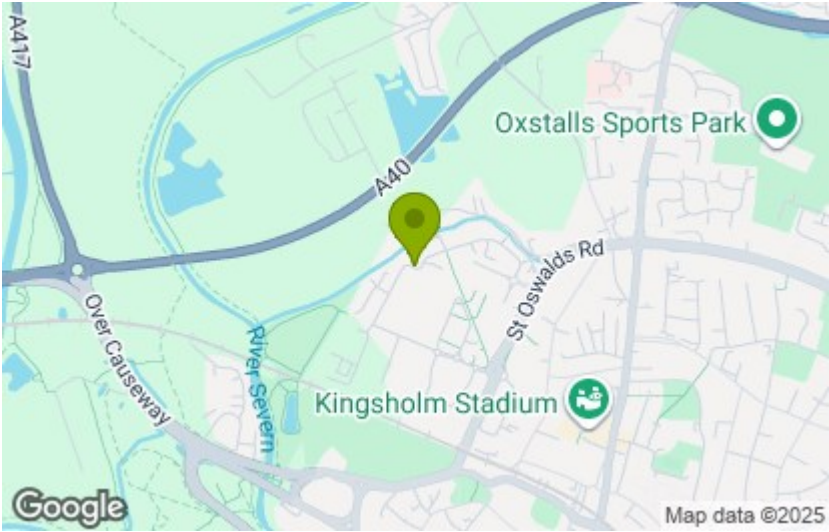 A417
Oxstalls Sports Park
A40
St Oswalds Rd
Over Causeway
River Severn
Kingsholm Stadium
Google
Map data ©2025